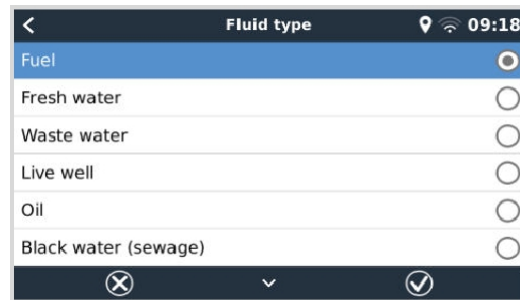 Fluid type 09:18
Fuel
Fresh water
Waste water
Live well
Oil
Black water (sewage)